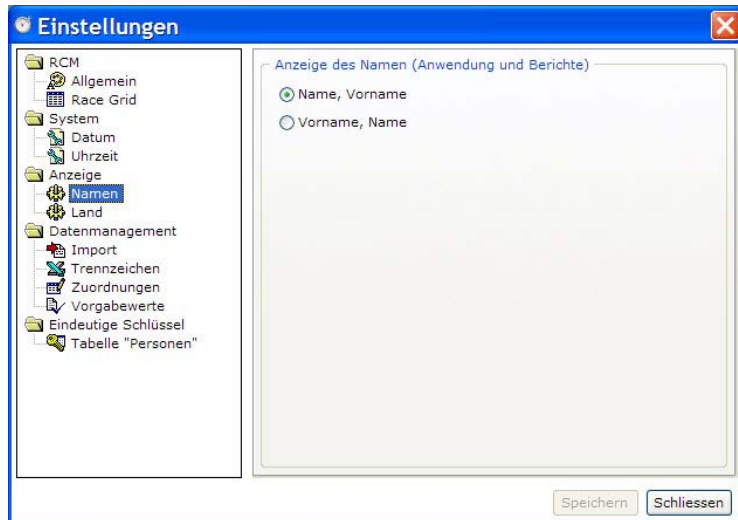 Einstellungen
RCM
Allgemein
Race Grid
System
Datum
Uhrzeit
Anzeige
Namen
Land
Datenmanagement
Import
Trennzeichen
Zuordnungen
Vorgabewerte
Eindeutige Schlüssel
Tabelle "Personen"
Anzeige des Namen (Anwendung und Berichte)
Name, Vorname
Vorname, Name
Speichern
Schliessen